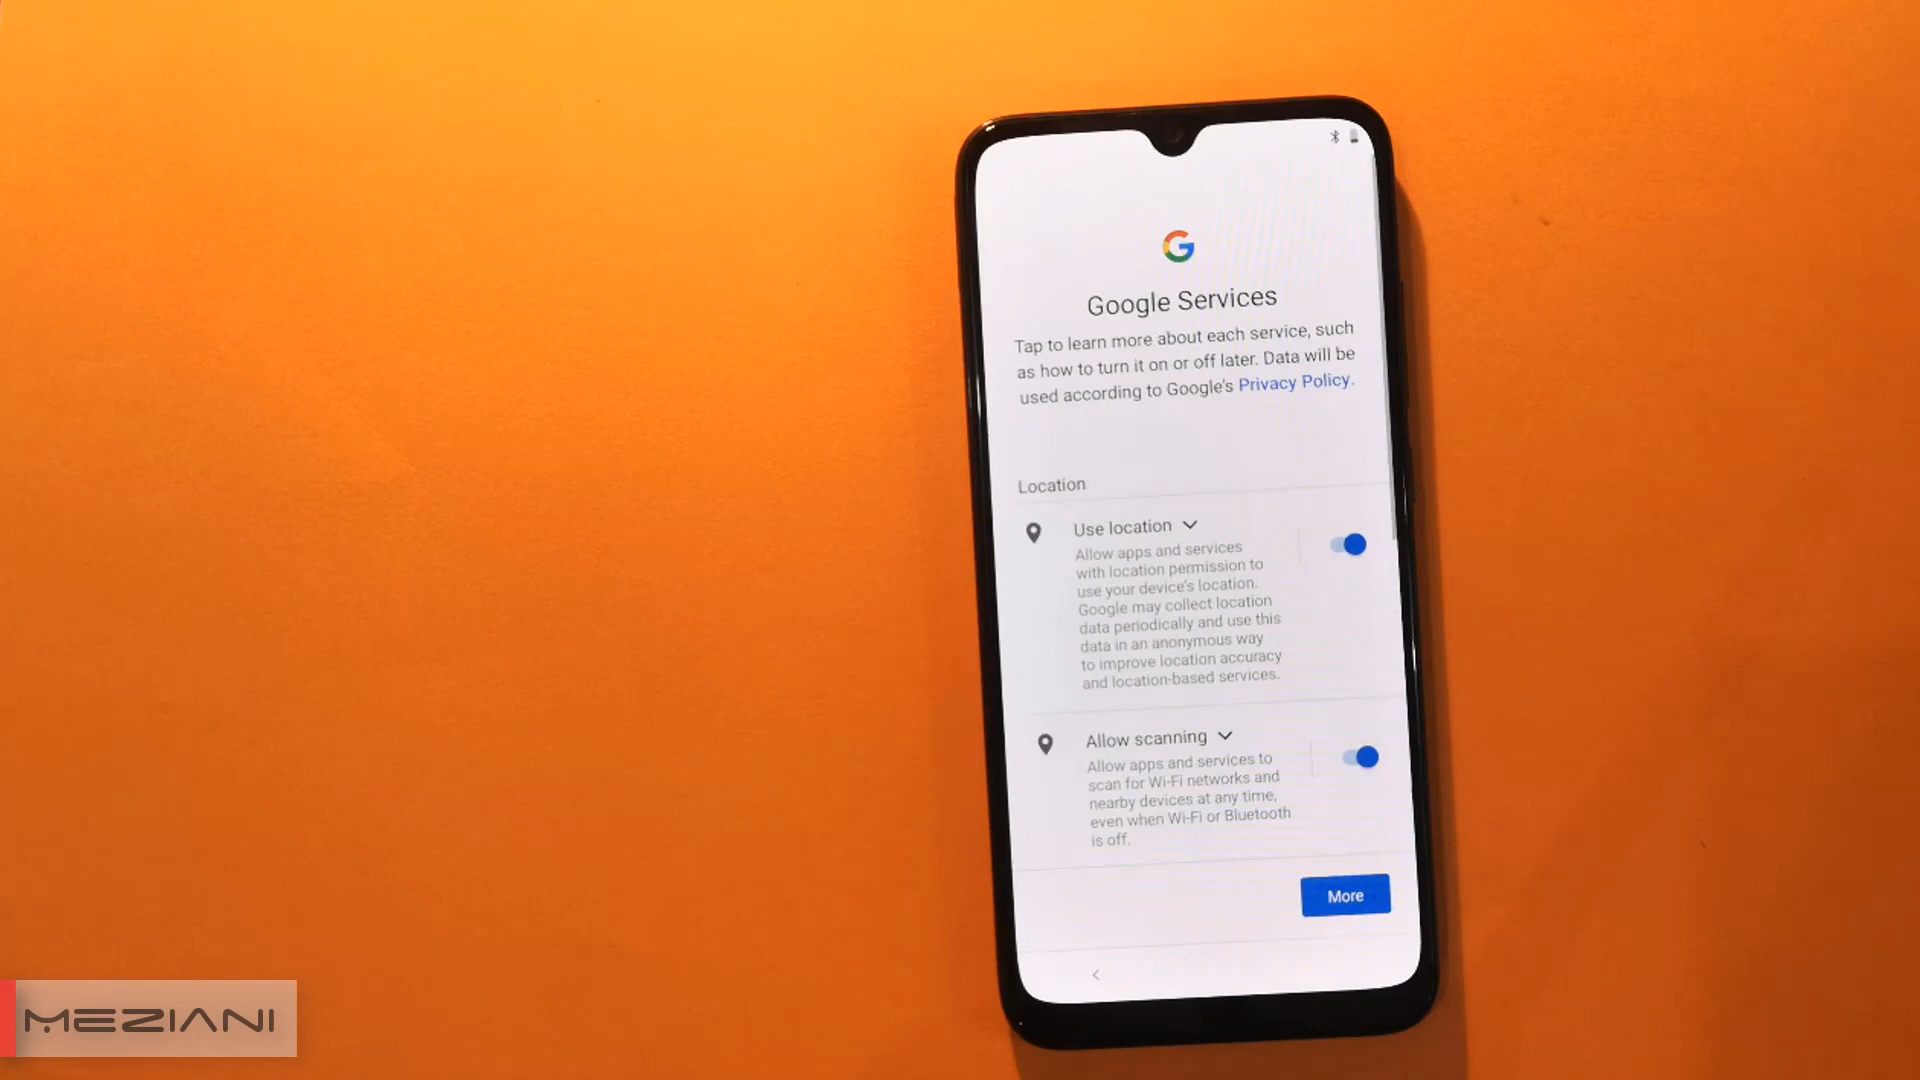 Google Services
Tap to learn more about each service, such
as how to turn it on or off later. Data will be
used according to Google's Privacy Policy.
Location
Use location
Allow apps and services
with location permission to
use your device's location.
Google may collect location
data periodically and use this
data in an anonymous way
to improve location accuracy
and location-based services.
Allow scanning
Allow apps and services to
scan for Wi-Fi networks and
nearby devices at any time,
even when Wi-Fi or Bluetooth
is off.
More
MEZIANI